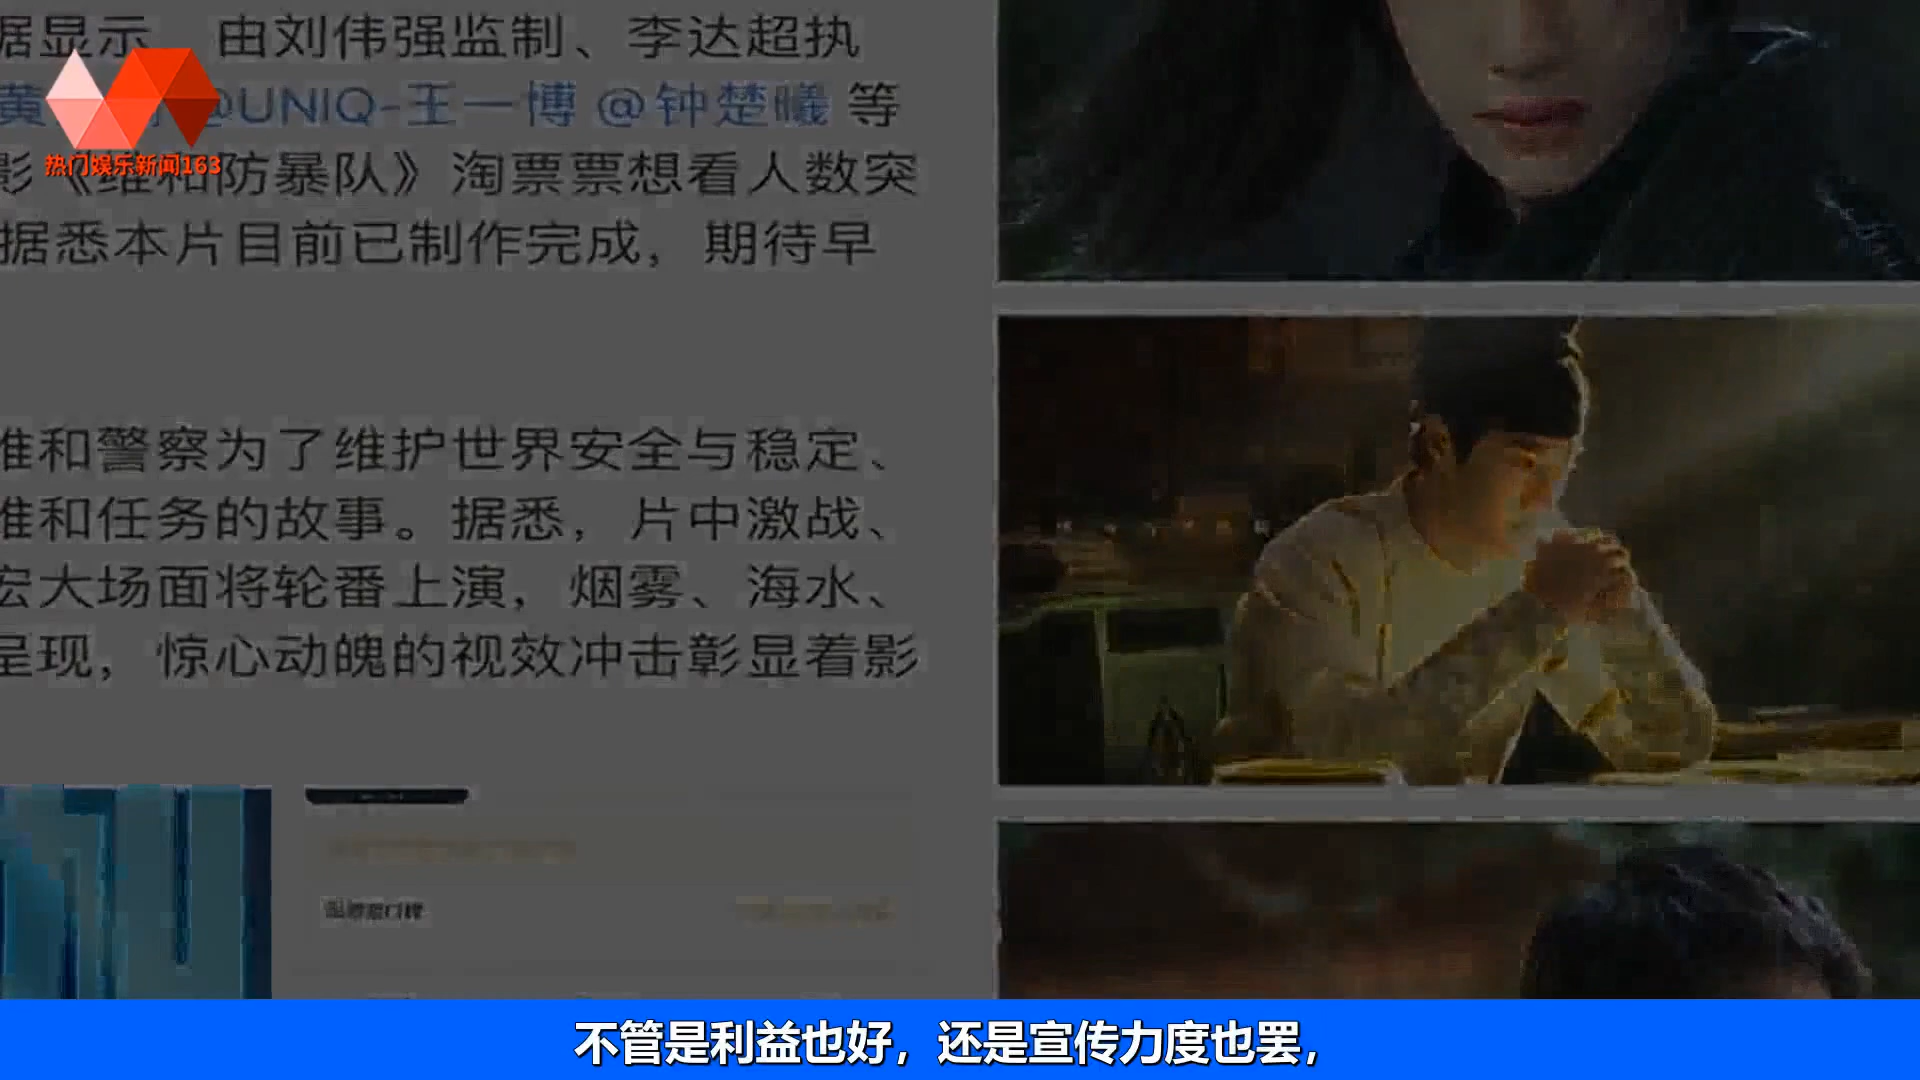 据显示，由刘伟强监制、李达超执
黄 @UNIQ-王一博 @钟楚曦 等
热门娱乐新闻163
影《维和防暴队》淘票票想看人数突
据悉本片目前已制作完成，期待早
维和警察为了维护世界安全与稳定、
维和任务的故事。据悉，片中激战、
宏大场面将轮番上演，烟雾、海水、
呈现，惊心动魄的视效冲击彰显着影
不管是利益也好，还是宣传力度也罢，